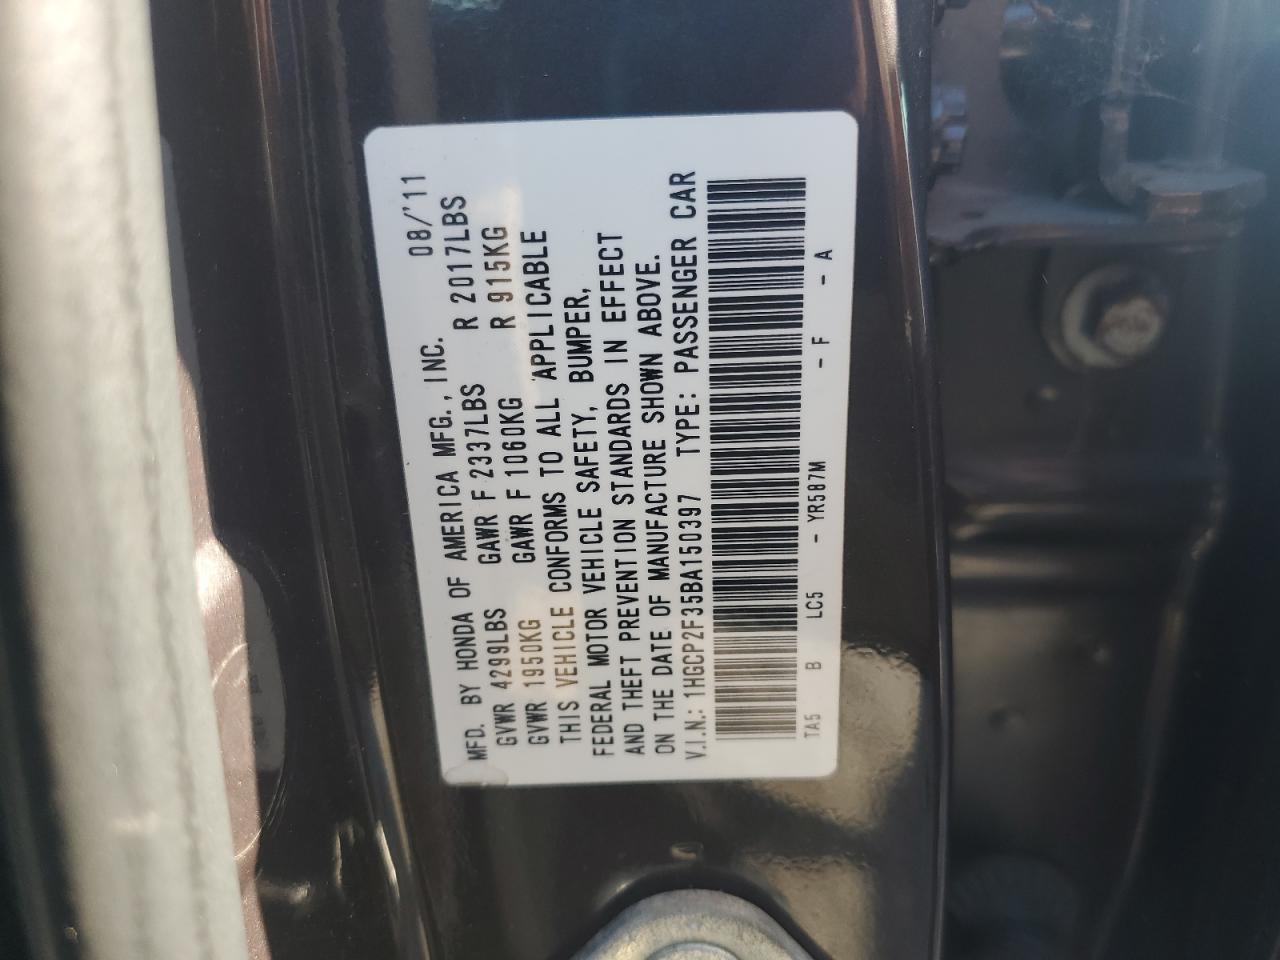 MFD. BY HONDA OF AMERICA MFG., INC. 08/'11
GVWR 4299LBS GAWR F 2337LBS R 2017LBS
GVWR 1950KG GAWR F 1060KG R 915KG
THIS VEHICLE CONFORMS TO ALL APPLICABLE
FEDERAL MOTOR VEHICLE SAFETY, BUMPER,
AND THEFT PREVENTION STANDARDS IN EFFECT
ON THE DATE OF MANUFACTURE SHOWN ABOVE.
V.I.N.: 1HGCP2F35BA150397 TYPE: PASSENGER CAR
TA5 B LC5 - YR587M - F - A